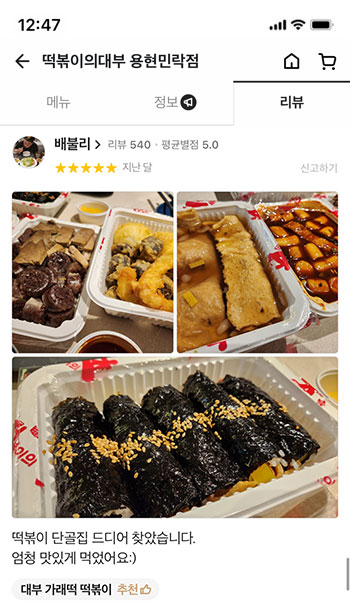 12:47
떡볶이의대부 용현민락점
메뉴
정보
리뷰
배불리 리뷰 540 · 평균별점 5.0
지난 달
신고하기
떡볶이 단골집 드디어 찾았습니다.
엄청 맛있게 먹었어요:)
대부 가래떡 떡볶이 추천